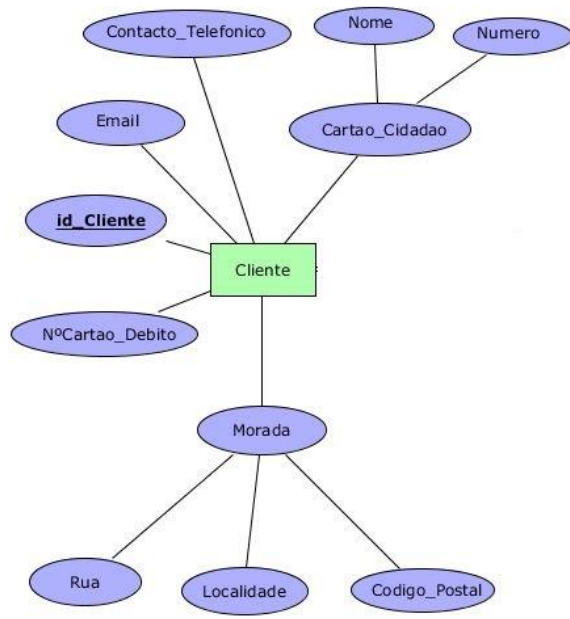 Contacto_Telefonico
Nome
Numero
Email
Cartao_Cidadao
id_Cliente
Cliente
NºCartao_Debito
Morada
Rua
Localidade
Codigo_Postal